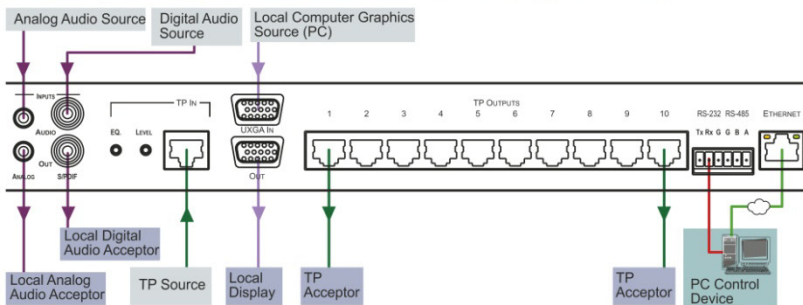 Analog Audio Source
Digital Audio
Source
Local Computer Graphics
Source (PC)
INPUTS
AUDIO
OUT
ANALOG
S/PDIF
TP IN
EQ.
LEVEL
UXGA IN
OUT
TP OUTPUTS
1 2 3 4 5 6 7 8 9 10
RS-232 RS-485
Tx Rx G G B A
ETHERNET
Local Digital
Audio Acceptor
Local Analog
Audio Acceptor
TP Source
Local
Display
TP
Acceptor
TP
Acceptor
PC Control
Device